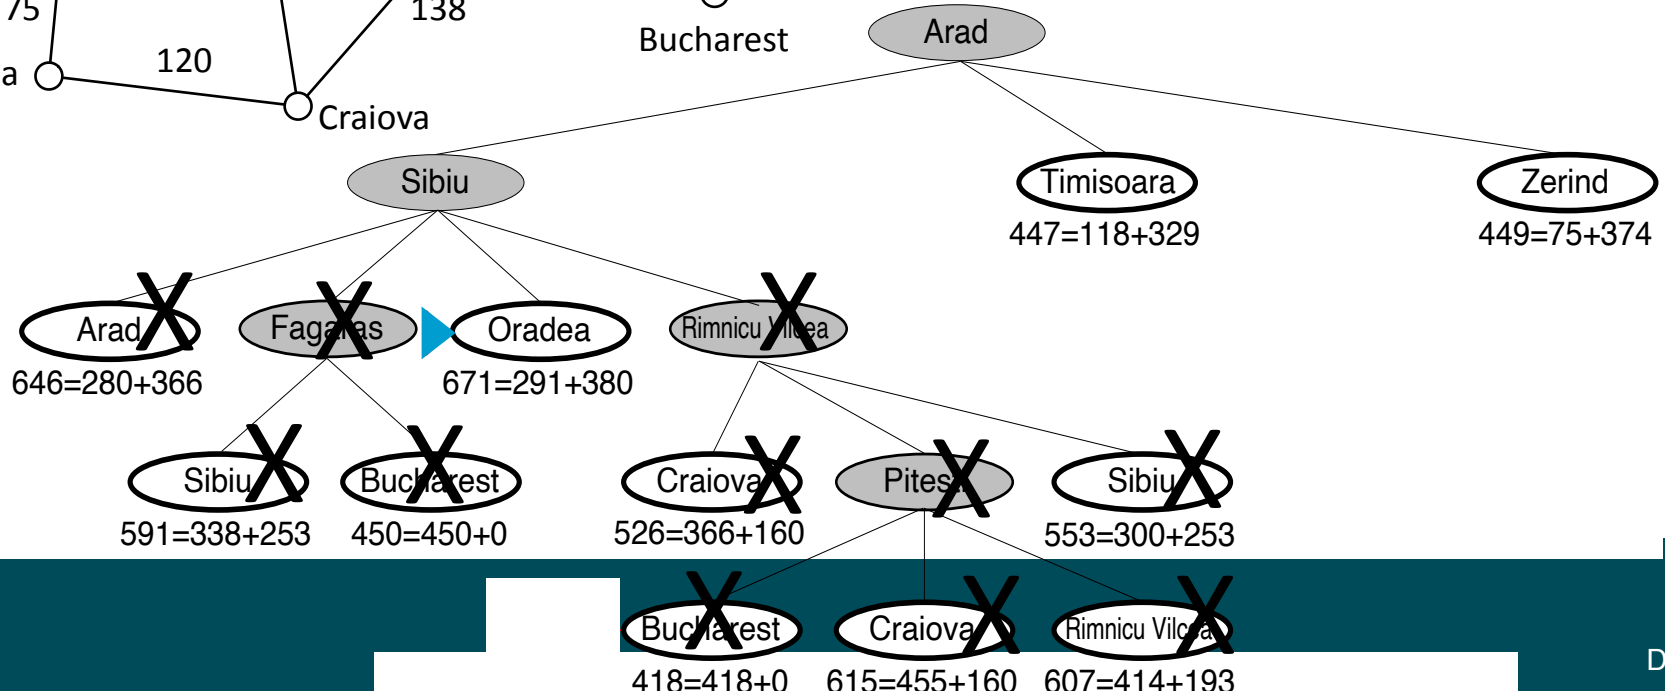 75
138
Bucharest
Arad
120
a
Craiova
Sibiu
Timisoara
Zerind
447=118+329
449=75+374
Arad
Fagaras
Oradea
Rimnicu Vilcea
646=280+366
671=291+380
Sibiu
Bucharest
Craiova
Pitesti
Sibiu
591=338+253
450=450+0
526=366+160
553=300+253
Bucharest
Craiova
Rimnicu Vilcea
D
418=418+0
615=455+160
607=414+193